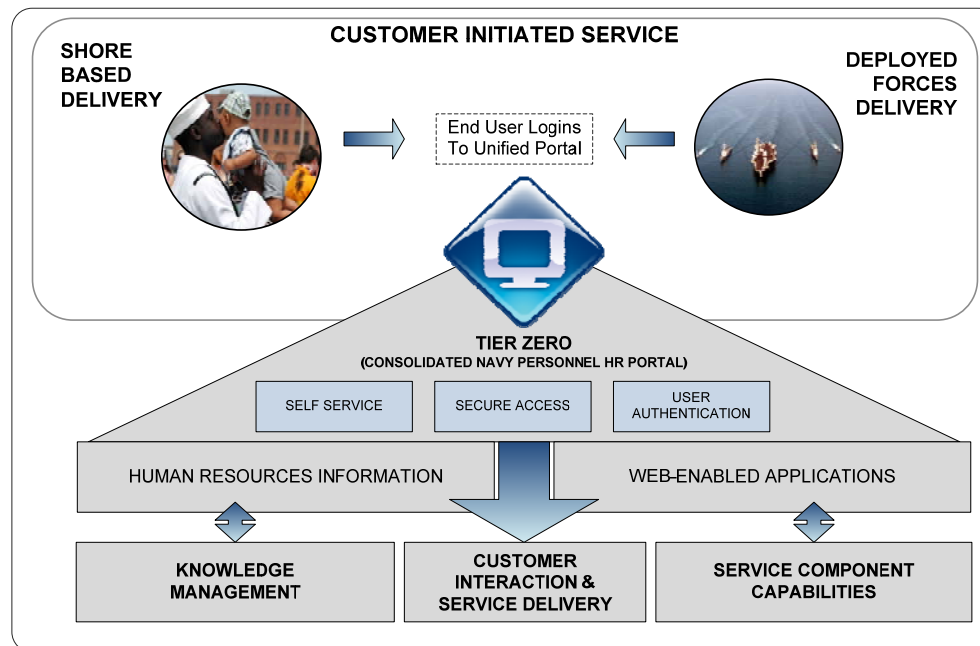 CUSTOMER INITIATED SERVICE
SHORE
BASED
DELIVERY
DEPLOYED
FORCES
DELIVERY
End User Logins
To Unified Portal
TIER ZERO
(CONSOLIDATED NAVY PERSONNEL HR PORTAL)
SELF SERVICE
SECURE ACCESS
USER
AUTHENTICATION
HUMAN RESOURCES INFORMATION
WEB-ENABLED APPLICATIONS
KNOWLEDGE
MANAGEMENT
CUSTOMER
INTERACTION &
SERVICE DELIVERY
SERVICE COMPONENT
CAPABILITIES